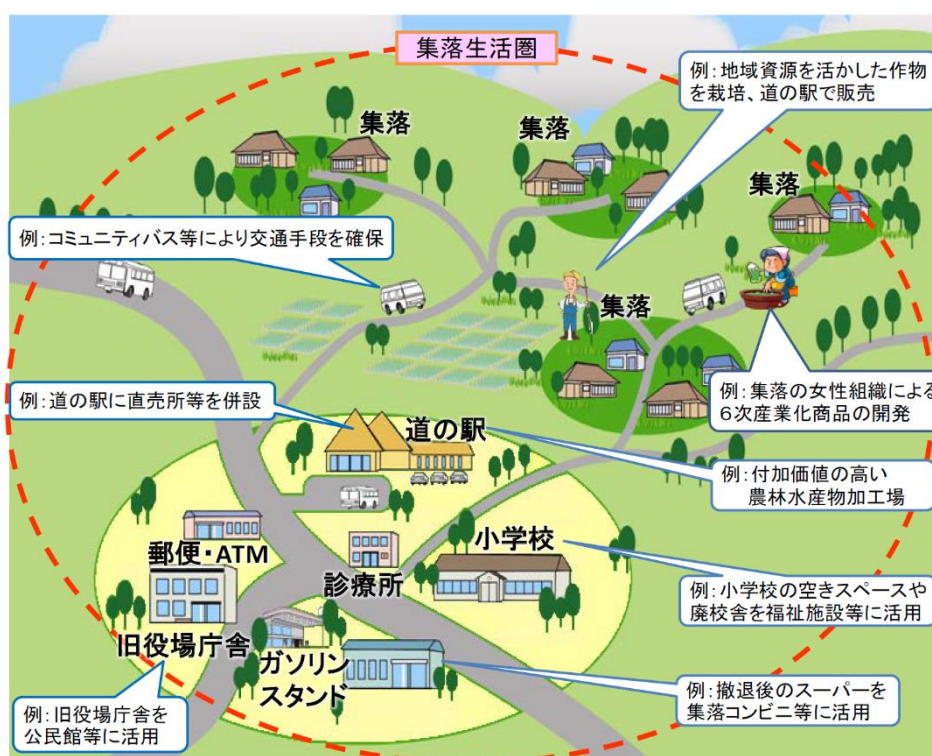 集落生活圏
例：地域資源を活かした作物
を栽培、道の駅で販売
集落
集落
集落
例：コミュニティバス等により交通手段を確保
集落
例：集落の女性組織による
６次産業化商品の開発
例：道の駅に直売所等を併設
道の駅
例：付加価値の高い
農林水産物加工場
郵便・ATM
診療所
小学校
例：小学校の空きスペースや
廃校舎を福祉施設等に活用
旧役場庁舎
ガソリン
スタンド
例：旧役場庁舎を
公民館等に活用
例：撤退後のスーパーを
集落コンビニ等に活用